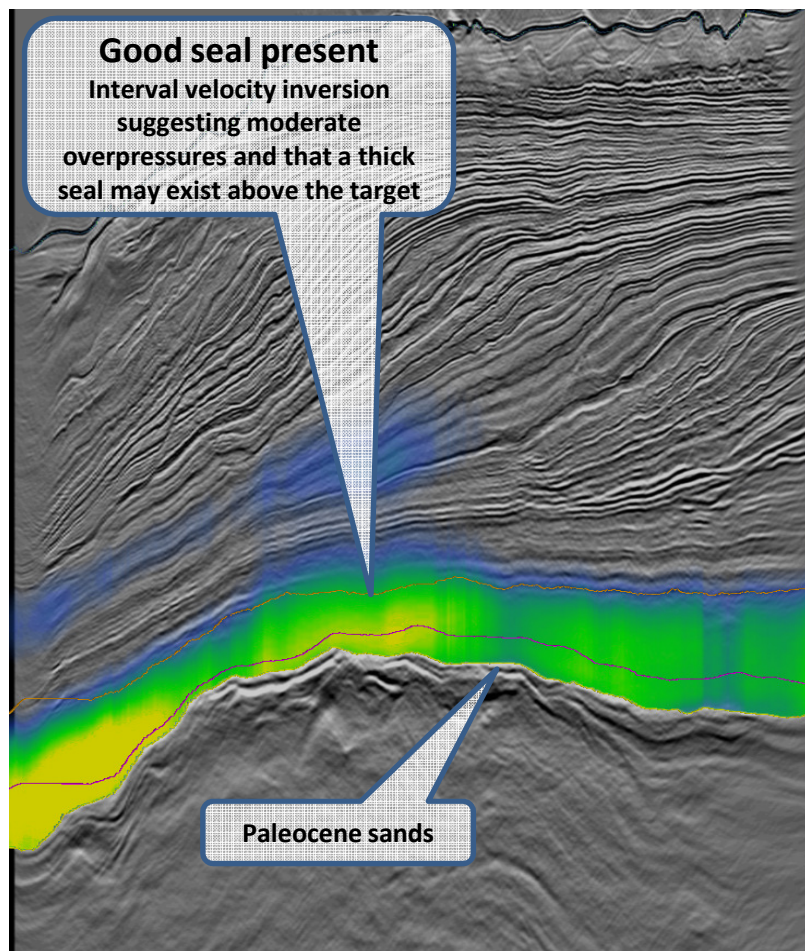 Good seal present
Interval velocity inversion
suggesting moderate
overpressures and that a thick
seal may exist above the target
Paleocene sands